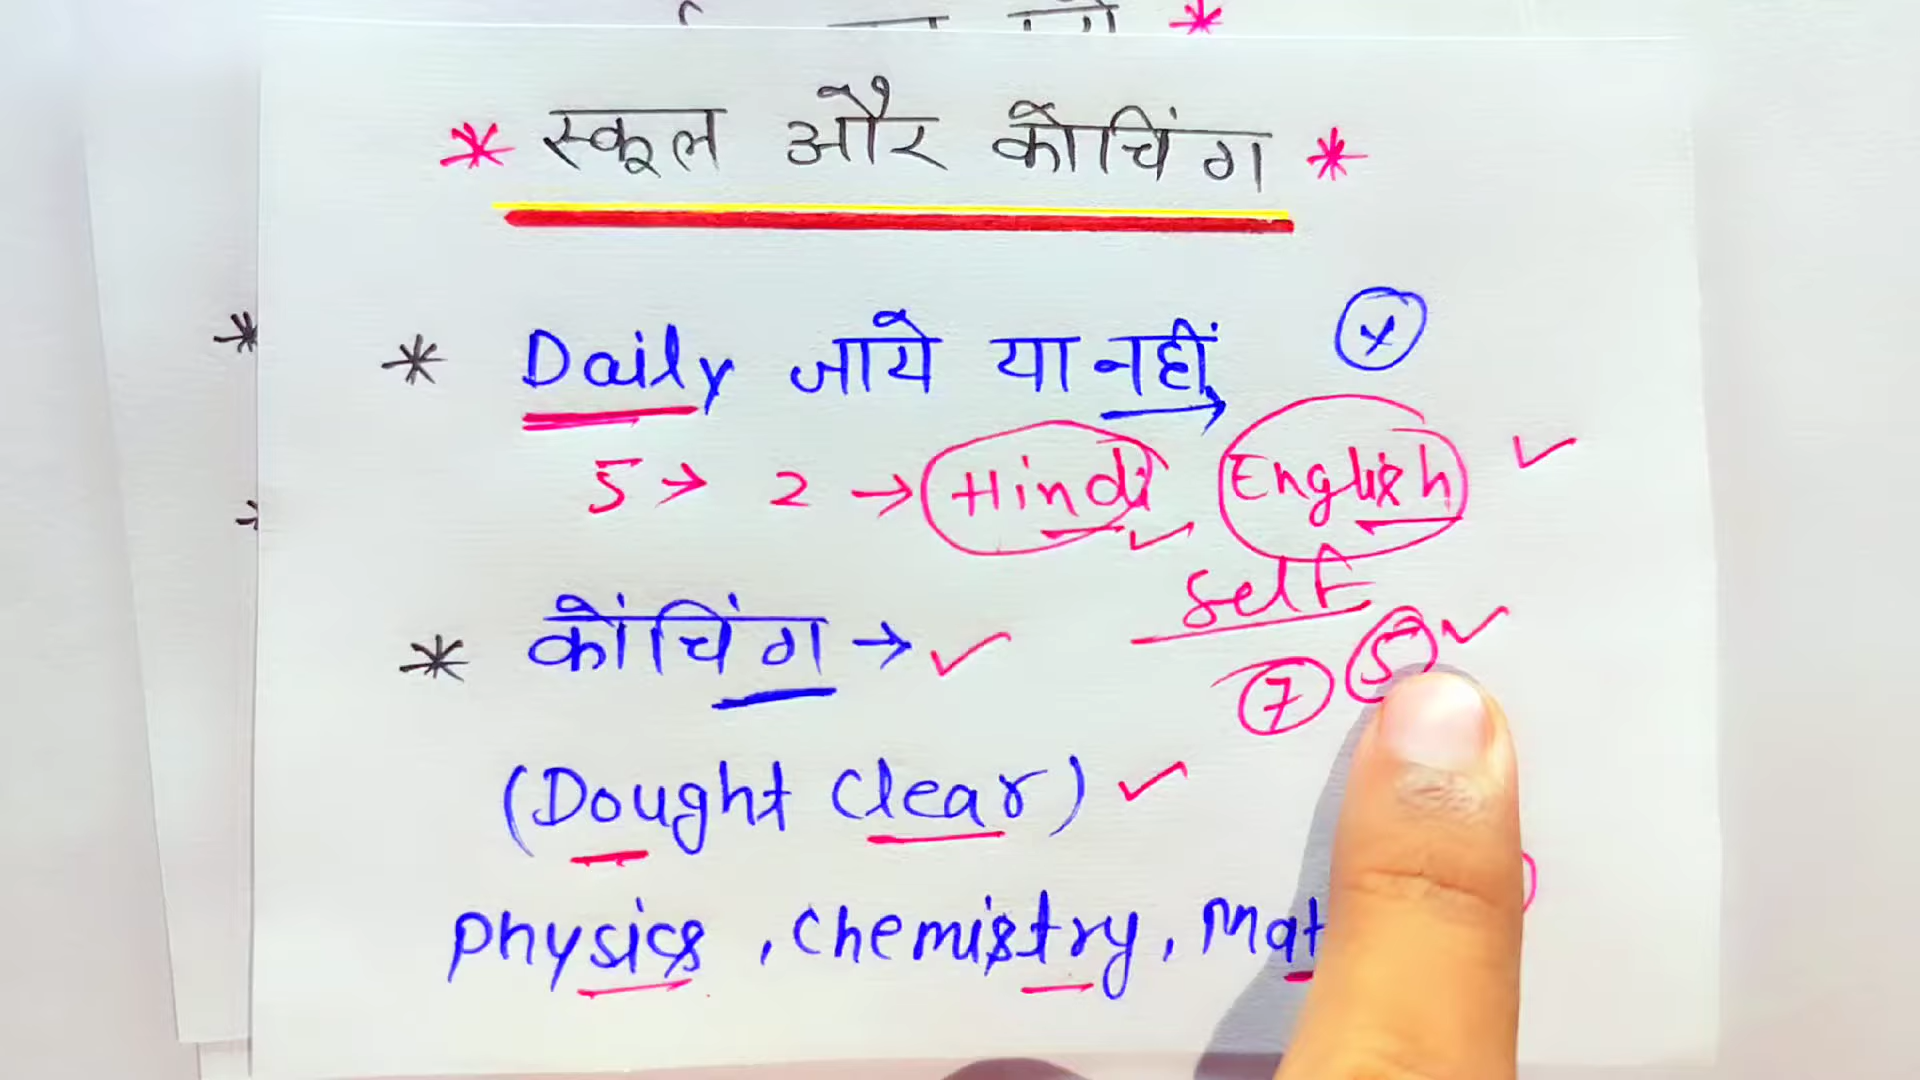 * स्कूल और कोचिंग *
* Daily जाये या नहीं, x
5 → 2 → Hindi English ✓
✓
self
* कोंचिंग → ✓
7 5 ✓
(Dought Clear) ✓
Physics, Chemistry, Mat